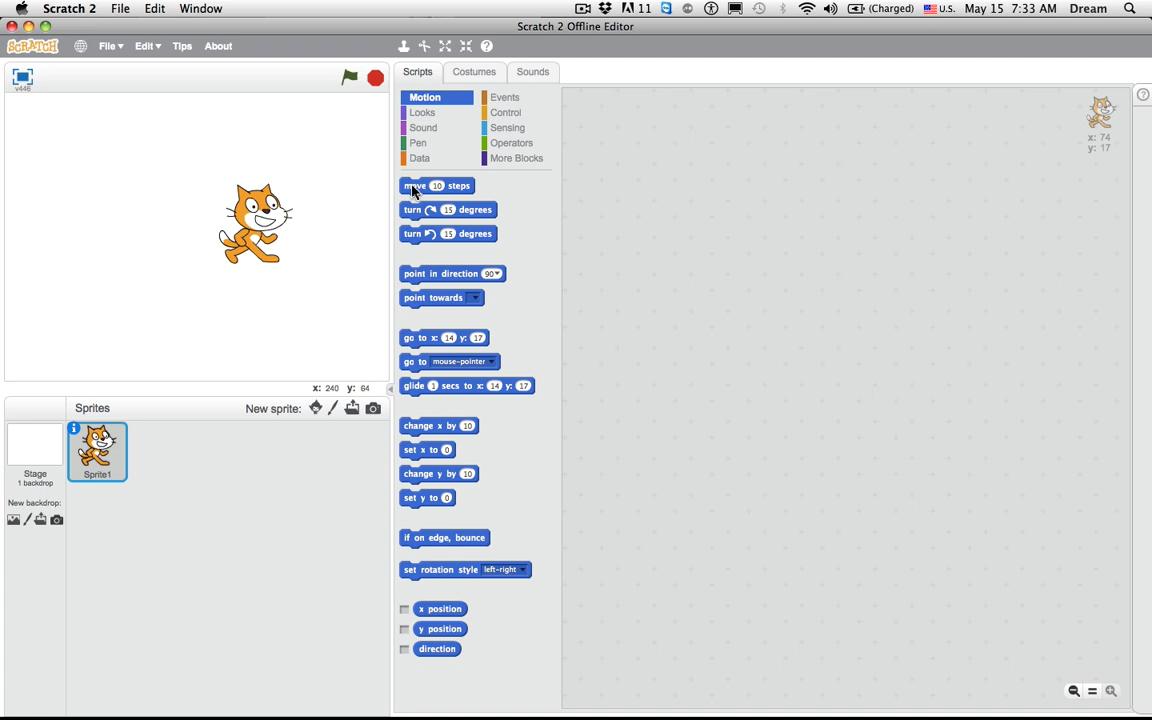 Scratch 2 File Edit Window 11 (Charged) U.S. May 15 7:33 AM Dream
Scratch 2 Offline Editor
SCRATCH File▼ Edit▼ Tips About
v446
Scripts Costumes Sounds
Motion Events
Looks Control
Sound Sensing
Pen Operators
Data More Blocks
x: 74
y: 17
move 10 steps
turn 15 degrees
turn 15 degrees
point in direction 90▼
point towards
go to x: 14 y: 17
go to mouse-pointer
glide 1 secs to x: 14 y: 17
change x by 10
set x to 0
change y by 10
set y to 0
if on edge, bounce
set rotation style left-right
x position
y position
direction
x: 240 y: 64
Sprites New sprite:
Stage
1 backdrop
Sprite1
New backdrop: